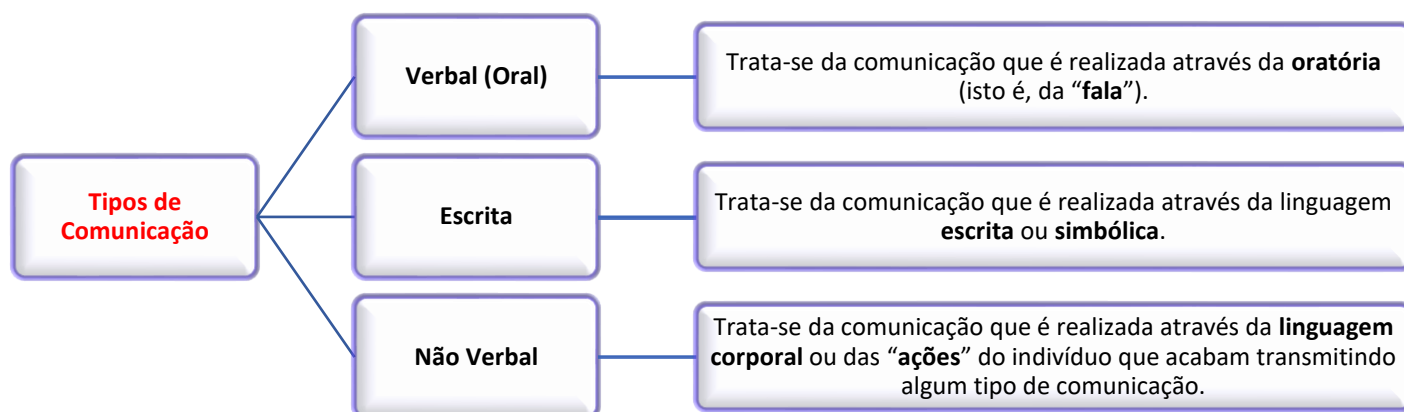 Tipos de
Comunicação
Verbal (Oral)
Trata-se da comunicação que é realizada através da oratória
(isto é, da “fala”).
Escrita
Trata-se da comunicação que é realizada através da linguagem
escrita ou simbólica.
Não Verbal
Trata-se da comunicação que é realizada através da linguagem
corporal ou das “ações” do indivíduo que acabam transmitindo
algum tipo de comunicação.